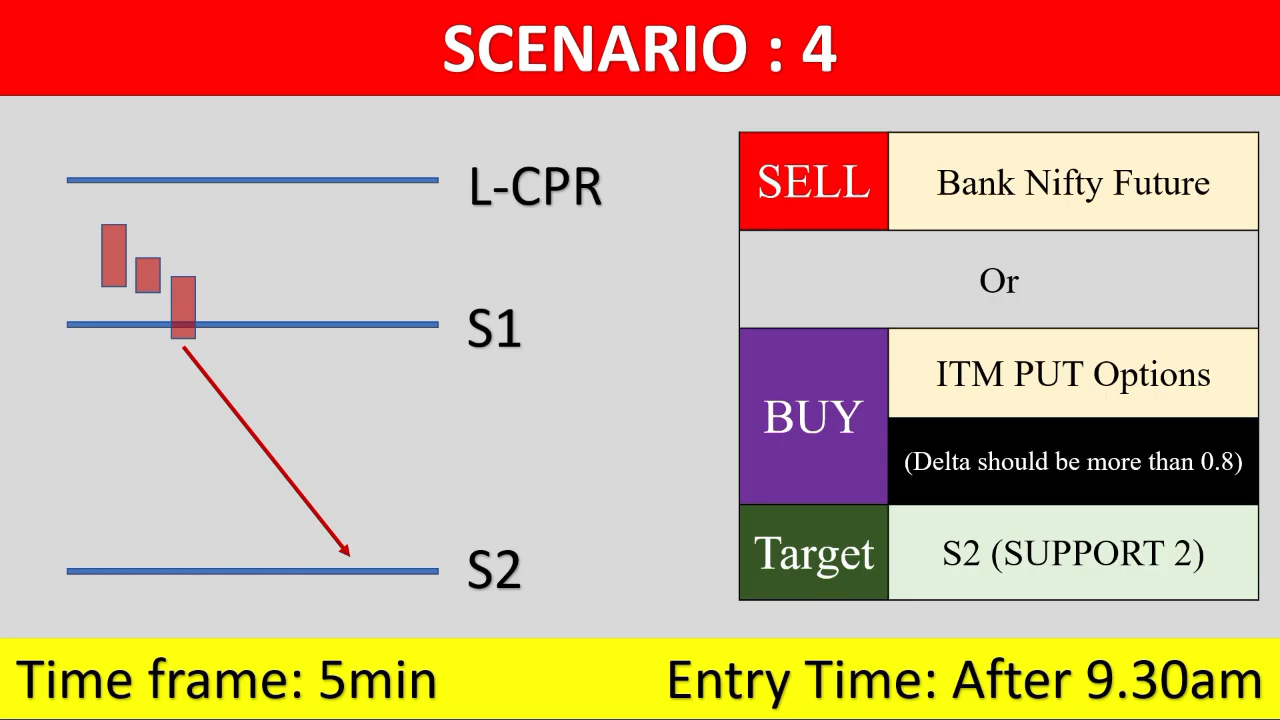 SCENARIO : 4
L-CPR
S1
S2
SELL
Bank Nifty Future
Or
BUY
ITM PUT Options
(Delta should be more than 0.8)
Target
S2 (SUPPORT 2)
Time frame: 5min
Entry Time: After 9.30am